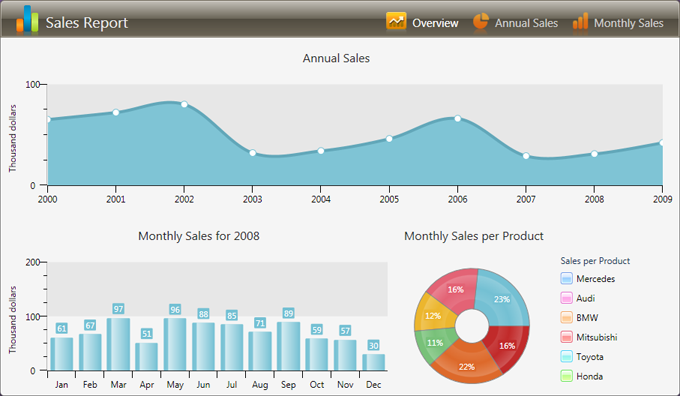 Sales Report
Overview Annual Sales Monthly Sales
Annual Sales
Thousand dollars
100
0
2000 2001 2002 2003 2004 2005 2006 2007 2008 2009
Monthly Sales for 2008
Thousand dollars
200
100
0
61 67 97 51 96 88 85 71 89 59 57 30
Jan Feb Mar Apr May Jun Jul Aug Sep Oct Nov Dec
Monthly Sales per Product
16% 23%
12%
11% 16%
22%
Sales per Product
Mercedes
Audi
BMW
Mitsubishi
Toyota
Honda